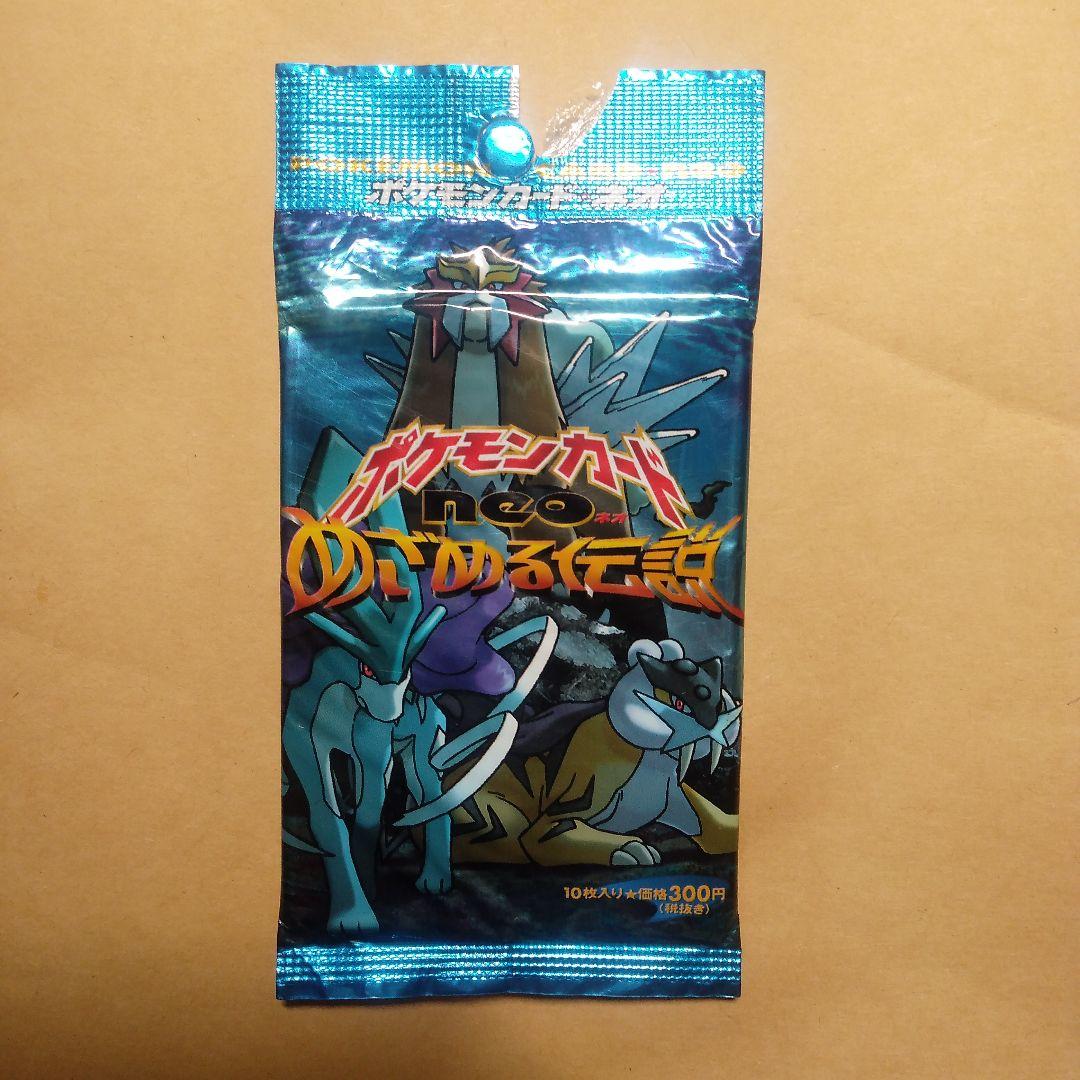 ポケモンカード★ネオ
ポケモンカード
neo ネオ
めざめる伝説
10枚入り★価格300円
(税抜き)